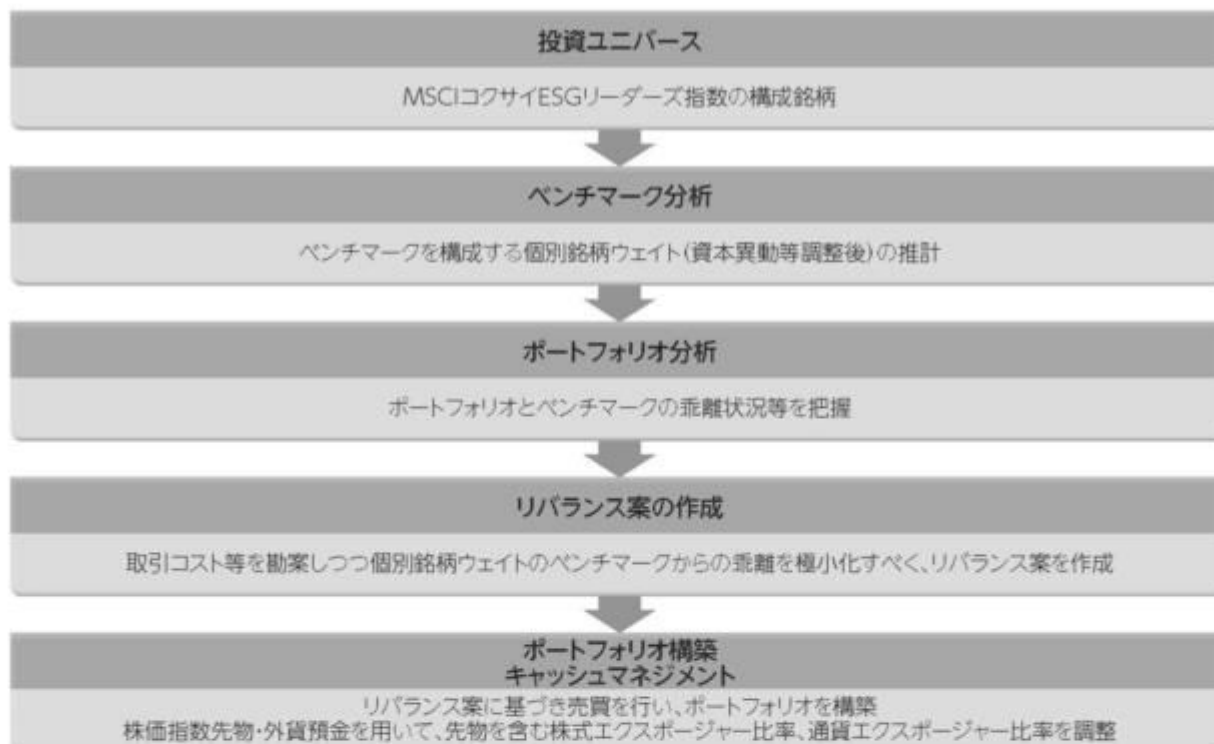 投資ユニバース
MSCIコクサイESGリーダーズ指数の構成銘柄
ベンチマーク分析
ベンチマークを構成する個別銘柄ウェイト(資本異動等調整後)の推計
ポートフォリオ分析
ポートフォリオとベンチマークの乖離状況等を把握
リバランス案の作成
取引コスト等を勘案しつつ個別銘柄ウェイトのベンチマークからの乖離を極小化すべく、リバランス案を作成
ポートフォリオ構築
キャッシュマネジメント
リバランス案に基づき売買を行い、ポートフォリオを構築
株価指数先物・外貨預金を用いて、先物を含む株式エクスポージャー比率、通貨エクスポージャー比率を調整